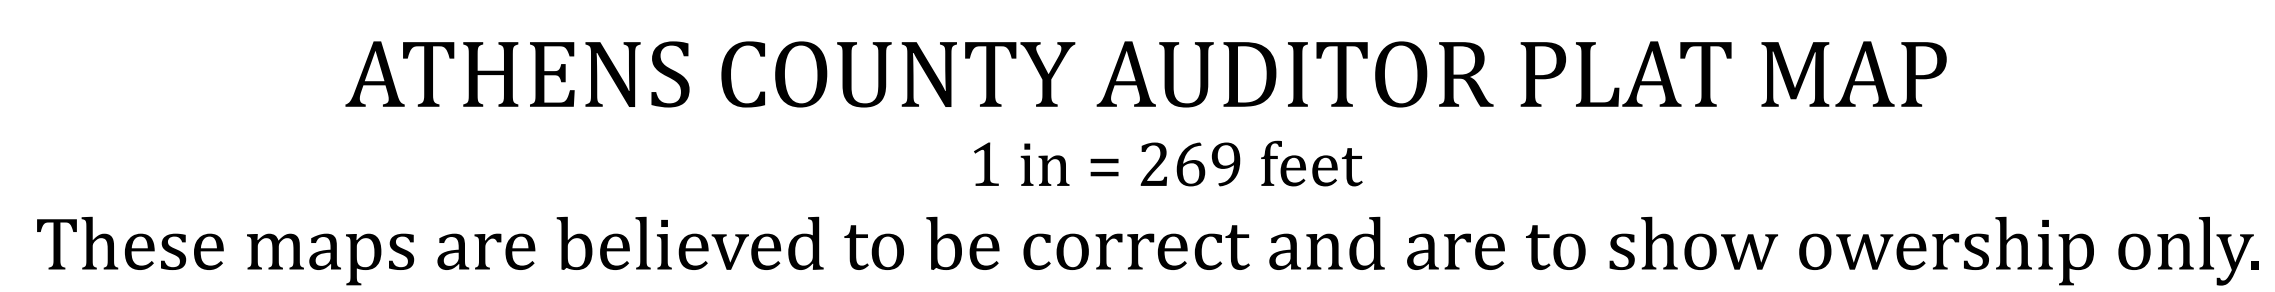 ATHENS COUNTY AUDITOR PLAT MAP
1 in = 269 feet
These maps are believed to be correct and are to show owership only.